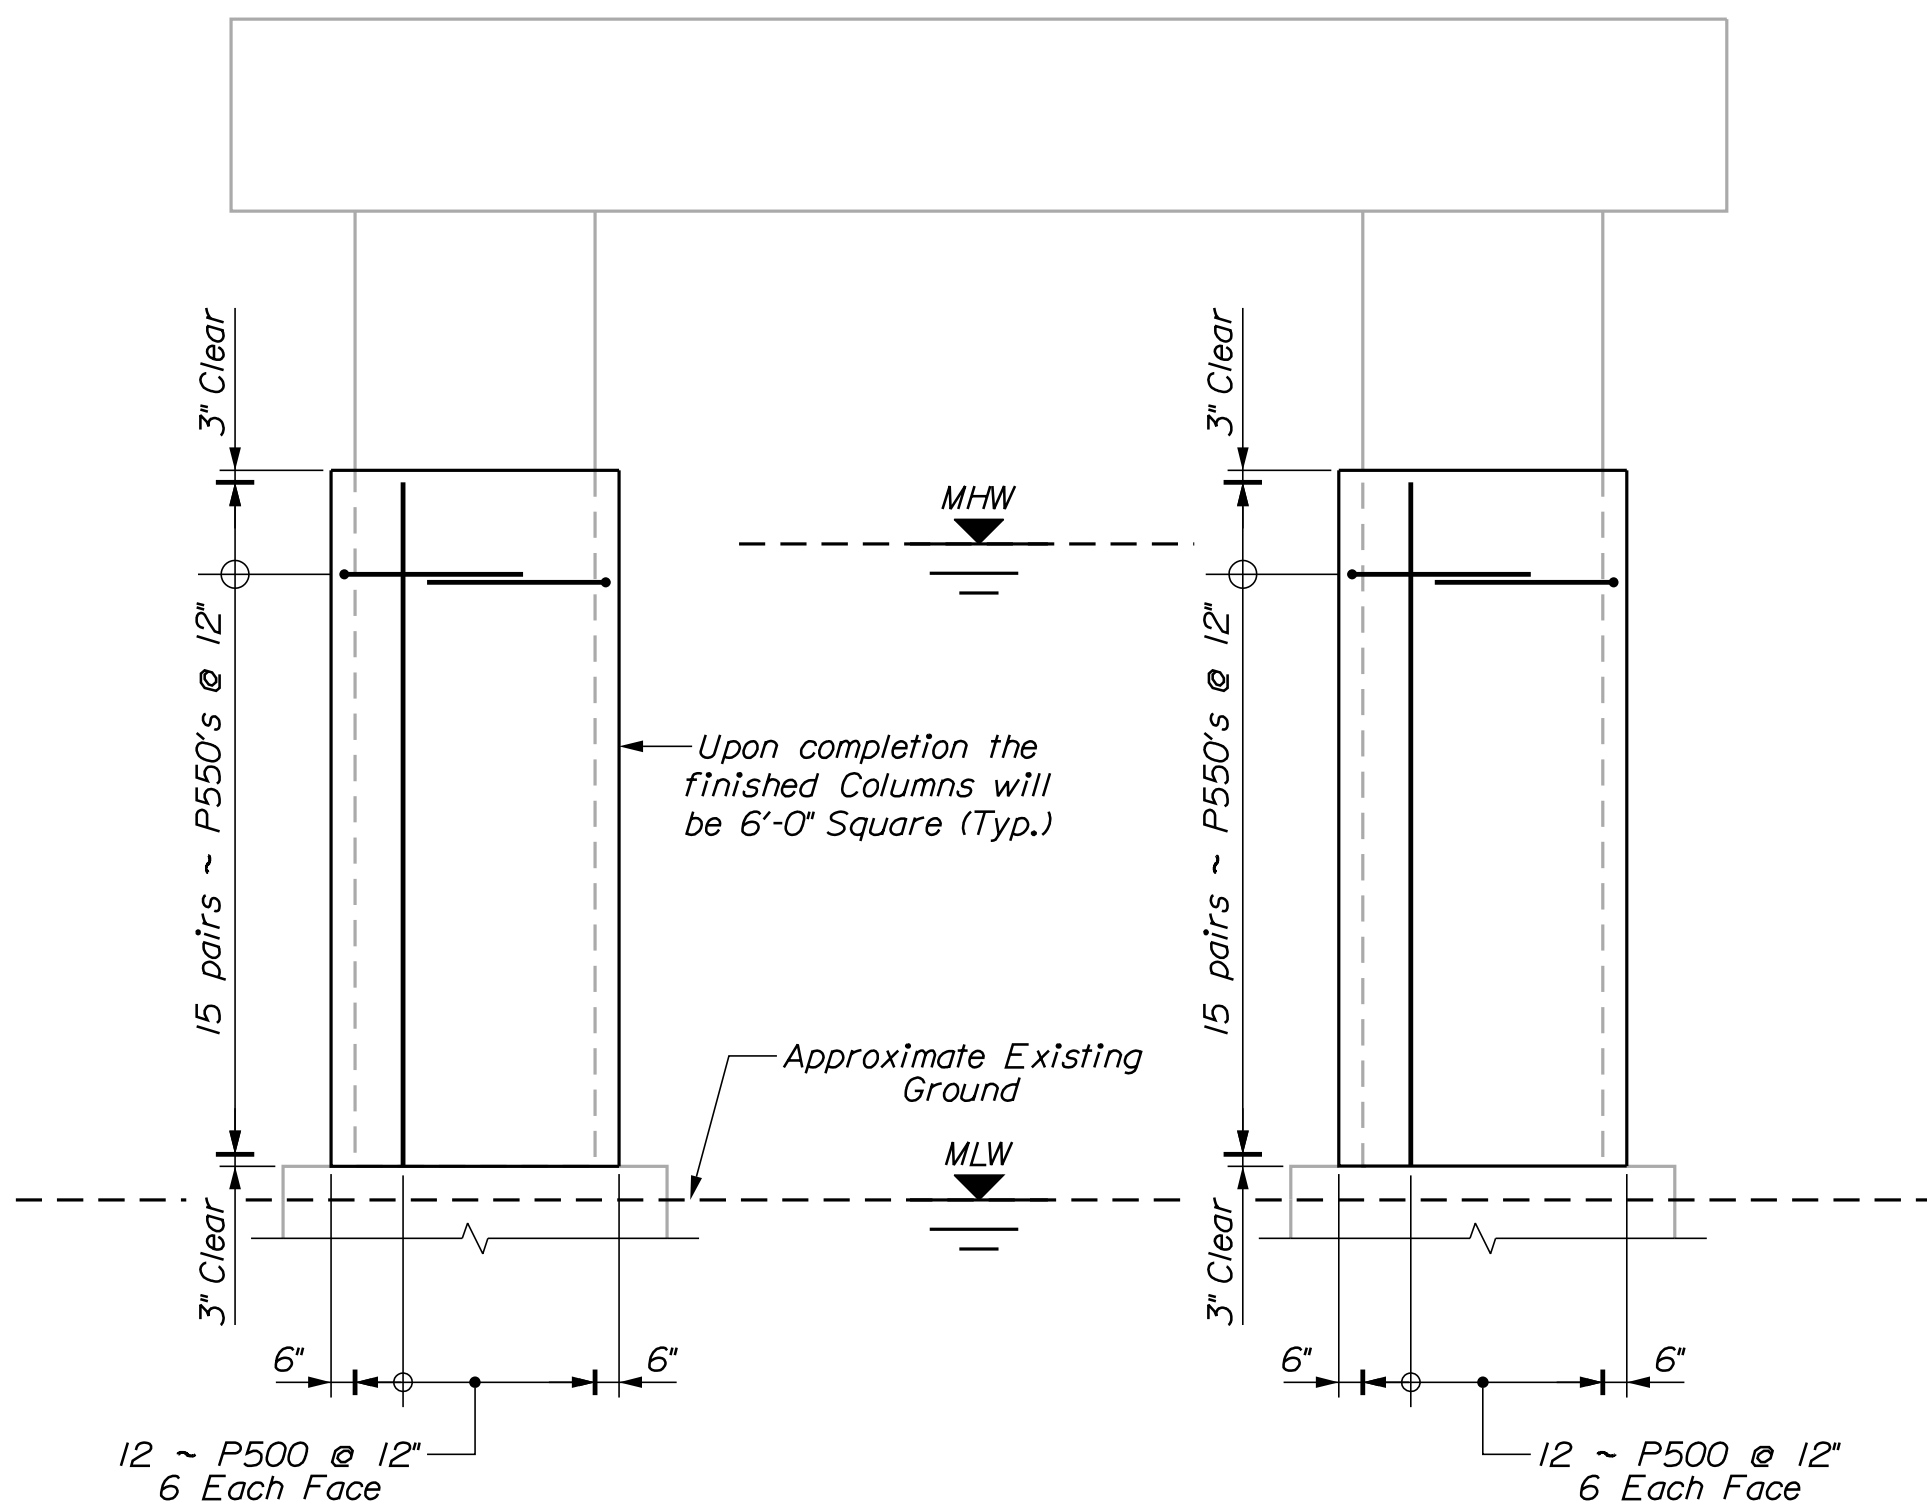 3" Clear
3" Clear
MHW
15 pairs ~ P550's @ 12"
15 pairs ~ P550's @ 12"
Upon completion the
finished Columns will
be 6'-0" Square (Typ.)
Approximate Existing
Ground
MLW
3" Clear
3" Clear
6"
6"
6"
6"
12 ~ P500 @ 12"
6 Each Face
12 ~ P500 @ 12"
6 Each Face